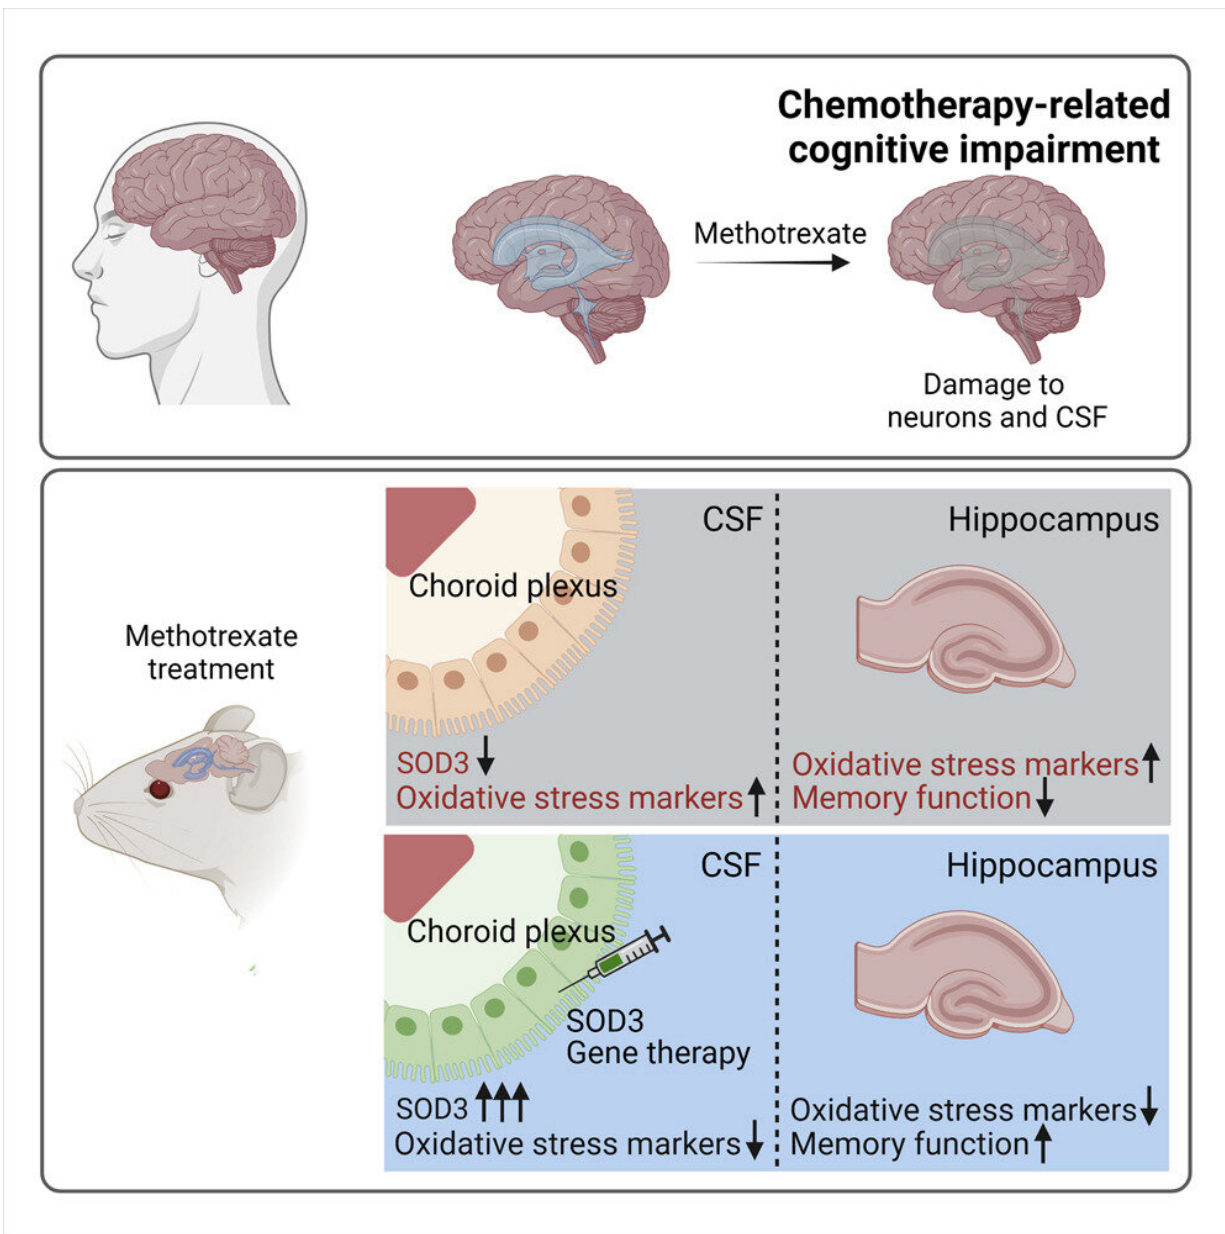 Chemotherapy-related
cognitive impairment
Methotrexate
Damage to
neurons and CSF
Methotrexate
treatment
CSF
Hippocampus
Choroid plexus
SOD3 ↓
Oxidative stress markers ↑
Oxidative stress markers ↑
Memory function ↓
CSF
Hippocampus
Choroid plexus
SOD3
Gene therapy
SOD3 ↑↑↑
Oxidative stress markers ↓
Oxidative stress markers ↓
Memory function ↑